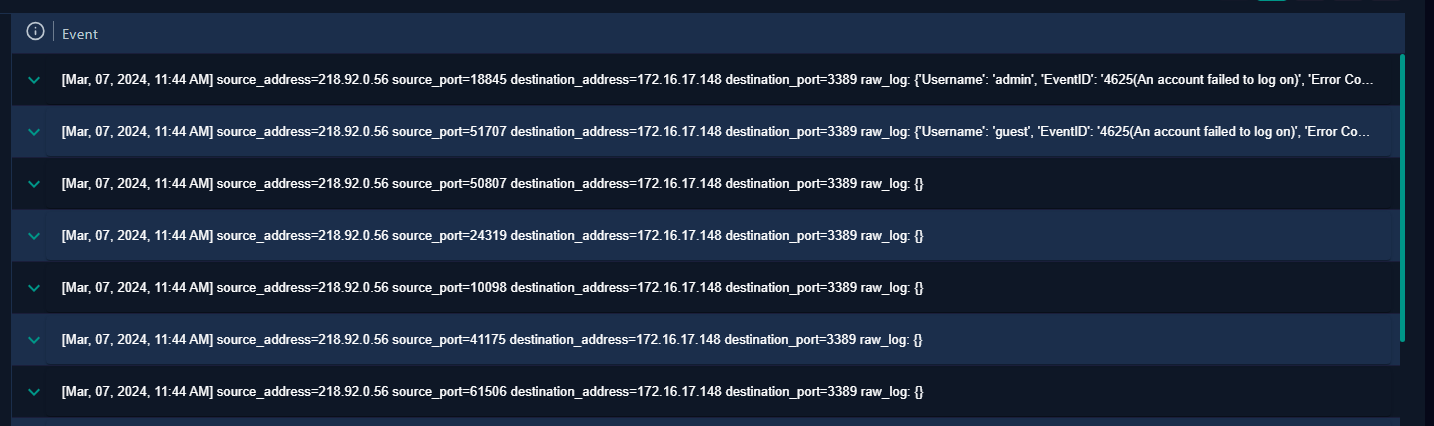 Event
[Mar, 07, 2024, 11:44 AM] source_address=218.92.0.56 source_port=18845 destination_address=172.16.17.148 destination_port=3389 raw_log: {'Username': 'admin', 'EventID': '4625(An account failed to log on)', 'Error Co...
[Mar, 07, 2024, 11:44 AM] source_address=218.92.0.56 source_port=51707 destination_address=172.16.17.148 destination_port=3389 raw_log: {'Username': 'guest', 'EventID': '4625(An account failed to log on)', 'Error Co...
[Mar, 07, 2024, 11:44 AM] source_address=218.92.0.56 source_port=50807 destination_address=172.16.17.148 destination_port=3389 raw_log: {}
[Mar, 07, 2024, 11:44 AM] source_address=218.92.0.56 source_port=24319 destination_address=172.16.17.148 destination_port=3389 raw_log: {}
[Mar, 07, 2024, 11:44 AM] source_address=218.92.0.56 source_port=10098 destination_address=172.16.17.148 destination_port=3389 raw_log: {}
[Mar, 07, 2024, 11:44 AM] source_address=218.92.0.56 source_port=41175 destination_address=172.16.17.148 destination_port=3389 raw_log: {}
[Mar, 07, 2024, 11:44 AM] source_address=218.92.0.56 source_port=61506 destination_address=172.16.17.148 destination_port=3389 raw_log: {}